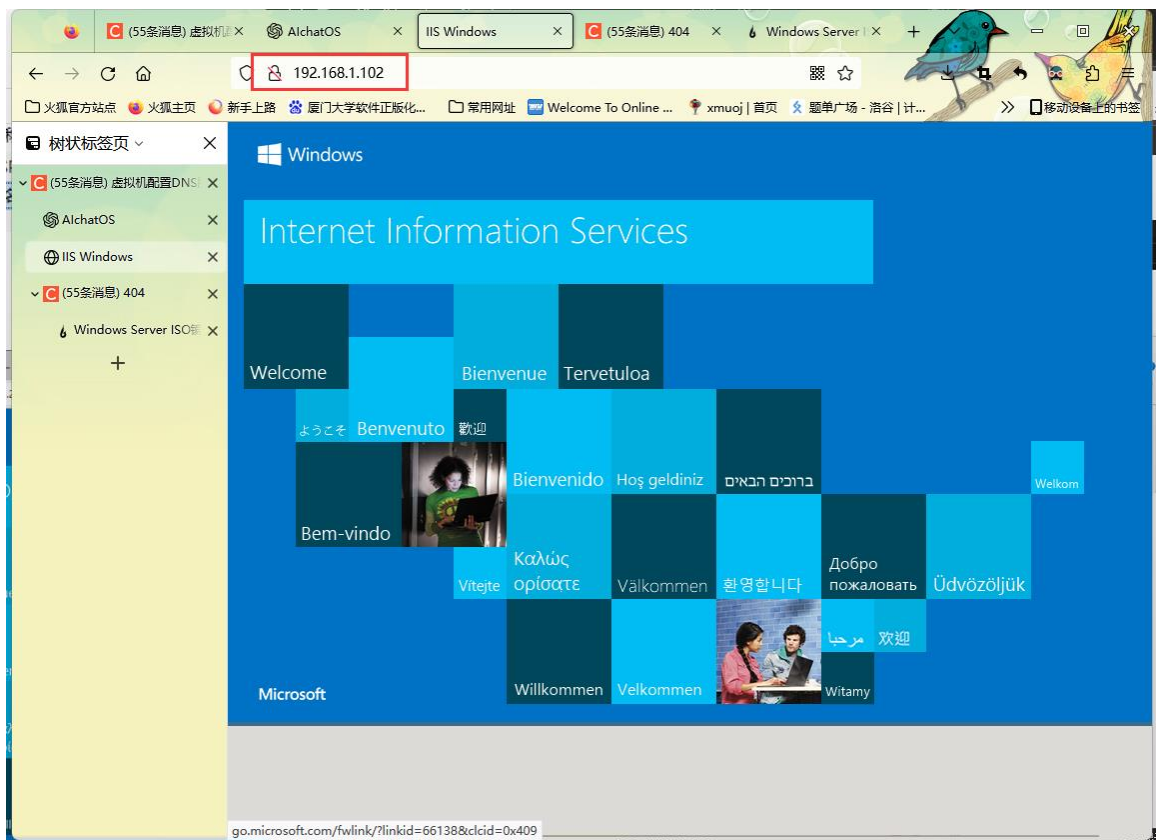 (55条消息) 虚拟机
AIchatOS
IIS Windows
(55条消息) 404
Windows Server I
192.168.1.102
火狐官方站点
火狐主页
新手上路
厦门大学软件正版化...
常用网址
Welcome To Online ...
xmuoj | 首页
题单广场 - 洛谷 | 计...
移动设备上的书签
树状标签页
(55条消息) 虚拟机配置DNS
AIchatOS
IIS Windows
(55条消息) 404
Windows Server ISO
Windows
Internet Information Services
Welcome
Bienvenue
Tervetuloa
ようこそ
Benvenuto
歡迎
Bienvenido
Hoş geldiniz
ברוכים הבאים
Welkom
Bem-vindo
Vítejte
Καλώς
ορίσατε
Välkommen
환영합니다
Добро
пожаловать
Üdvözöljük
مرحبا
欢迎
Microsoft
Willkommen
Velkommen
Witamy
go.microsoft.com/fwlink/?linkid=66138&clcid=0x409